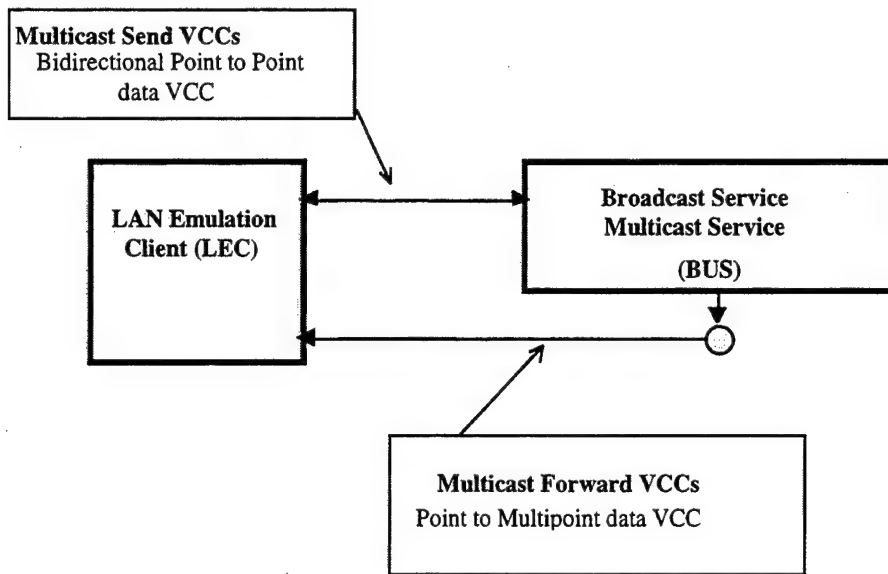 Multicast Send VCCs
Bidirectional Point to Point
data VCC
LAN Emulation
Client (LEC)
Broadcast Service
Multicast Service
(BUS)
Multicast Forward VCCs
Point to Multipoint data VCC